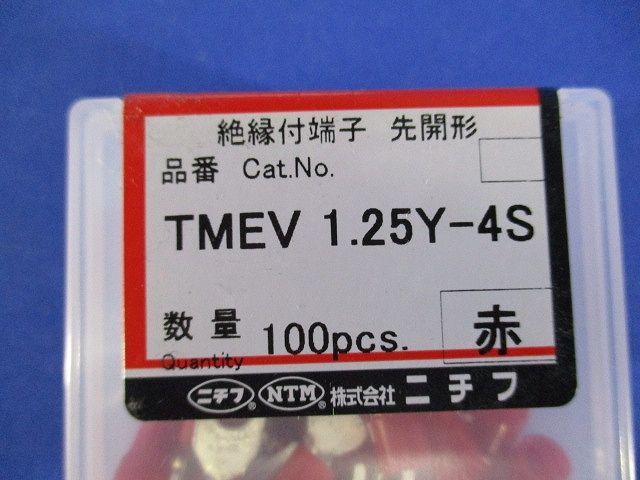 絶縁付端子 先開形
品番 Cat.No.
TMEV 1.25Y-4S
数量 100pcs. 赤
Quantity
ニチフ® NTM® 株式会社 ニチフ